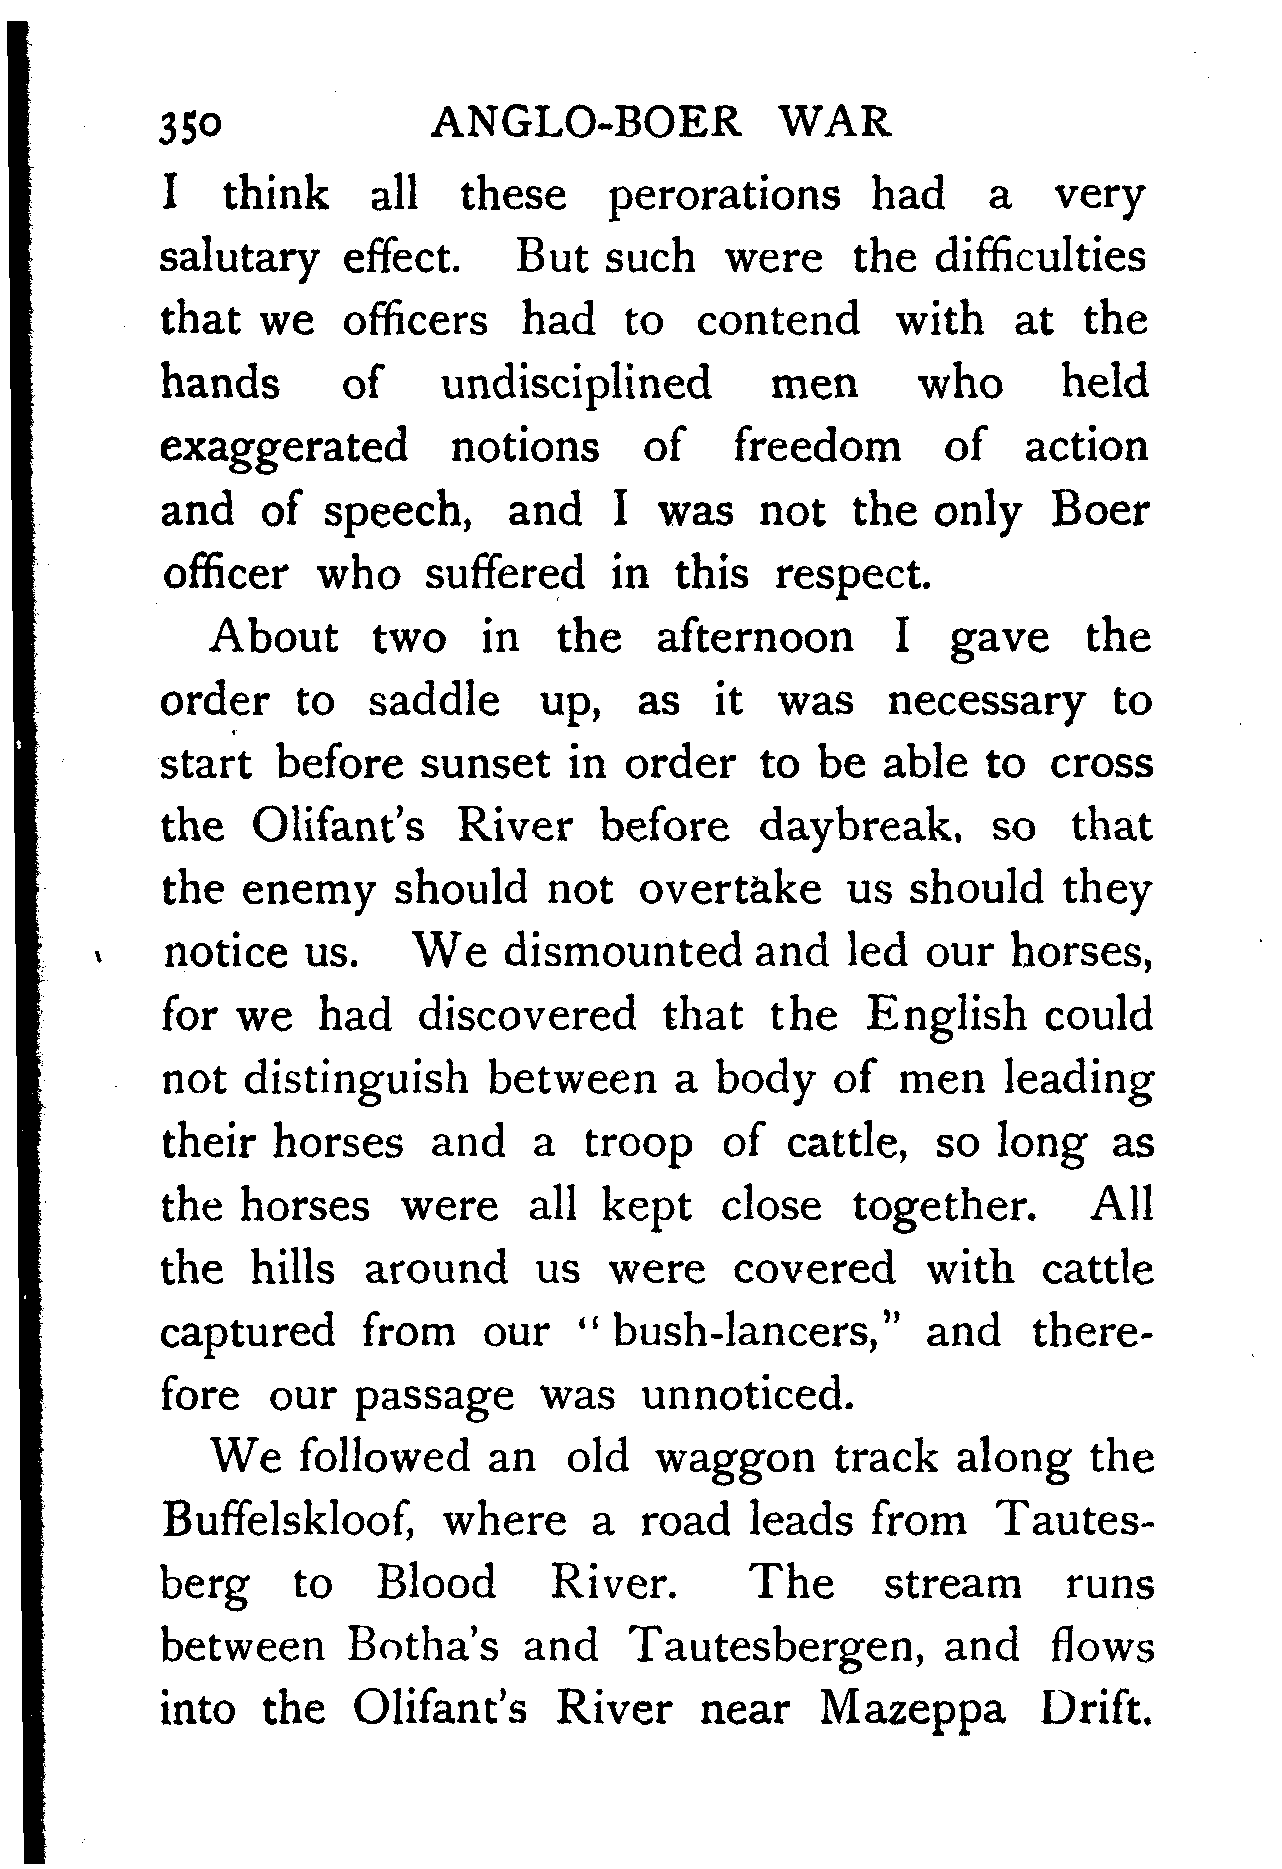 350 ANGLO-BOER WAR
I think all these perorations had a very
salutary effect. But such were the difficulties
that we officers had to contend with at the
hands of undisciplined men who held
exaggerated notions of freedom of action
and of speech, and I was not the only Boer
officer who suffered in this respect.
About two in the afternoon I gave the
order to saddle up, as it was necessary to
start before sunset in order to be able to cross
the Olifant's River before daybreak, so that
the enemy should not overtake us should they
notice us. We dismounted and led our horses,
for we had discovered that the English could
not distinguish between a body of men leading
their horses and a troop of cattle, so long as
the horses were all kept close together. All
the hills around us were covered with cattle
captured from our “bush-lancers,” and there-
fore our passage was unnoticed.
We followed an old waggon track along the
Buffelskloof, where a road leads from Tautes-
berg to Blood River. The stream runs
between Botha's and Tautesbergen, and flows
into the Olifant's River near Mazeppa Drift.